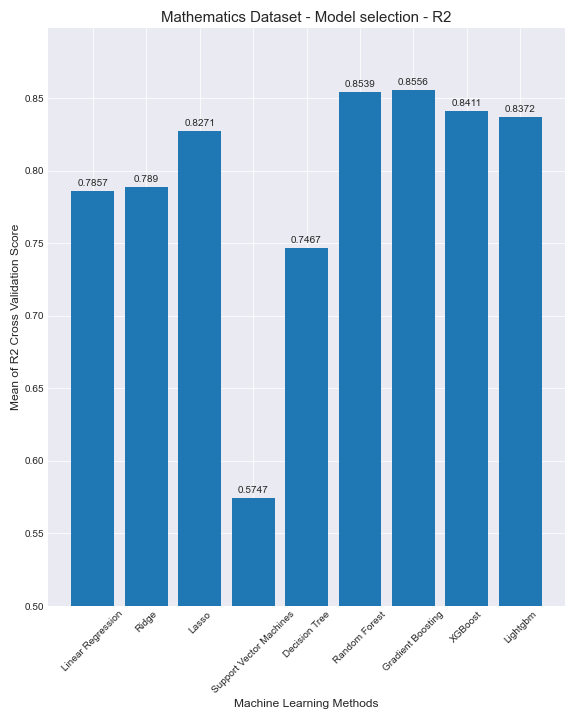 Mathematics Dataset - Model selection - R2
Mean of R2 Cross Validation Score
0.85
0.80
0.75
0.70
0.65
0.60
0.55
0.50
0.7857
0.789
0.8271
0.5747
0.7467
0.8539
0.8556
0.8411
0.8372
Linear Regression
Ridge
Lasso
Support Vector Machines
Decision Tree
Random Forest
Gradient Boosting
XGBoost
Lightgbm
Machine Learning Methods